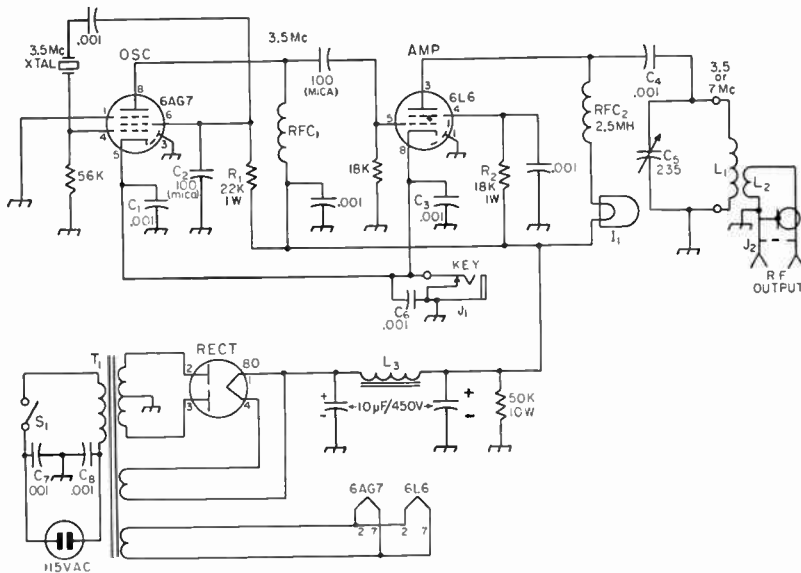 3.5Mc
XTAL
.001
OSC
8
6AG7
1
6
4
3
5
56K
C1
.001
C2
100
(mica)
R1
22K
1W
3.5Mc
100
(MICA)
RFC1
.001
18K
AMP
3
6L6
4
5
1
8
C3
.001
R2
18K
1W
.001
RFC2
2.5MH
I1
C4
.001
C5
235
3.5
or
7Mc
L1
L2
J2
RF
OUTPUT
KEY
C6
.001
J1
T1
RECT
80
2
1
3
4
L3
+
-
10µF/450V
+
-
50K
10W
S1
C7
.001
C8
.001
115VAC
6AG7
6L6
2 7
2 7